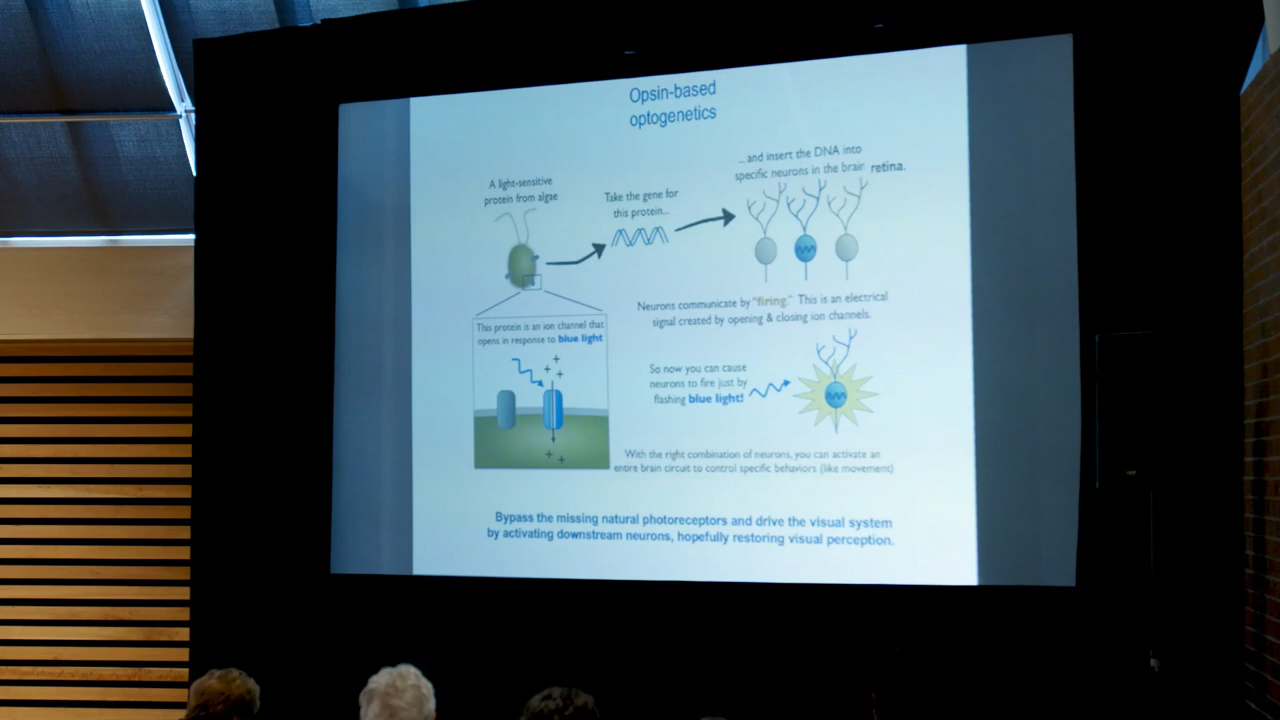 Opsin-based
optogenetics
A light-sensitive
protein from algae
Take the gene for
this protein...
...and insert the DNA into
specific neurons in the brain retina.
This protein is an ion channel that
opens in response to blue light
+
+
+
+
+
Neurons communicate by "firing." This is an electrical
signal created by opening & closing ion channels.
So now you can cause
neurons to fire just by
flashing blue light!
With the right combination of neurons, you can activate an
entire brain circuit to control specific behaviors (like movement)
Bypass the missing natural photoreceptors and drive the visual system
by activating downstream neurons, hopefully restoring visual perception.